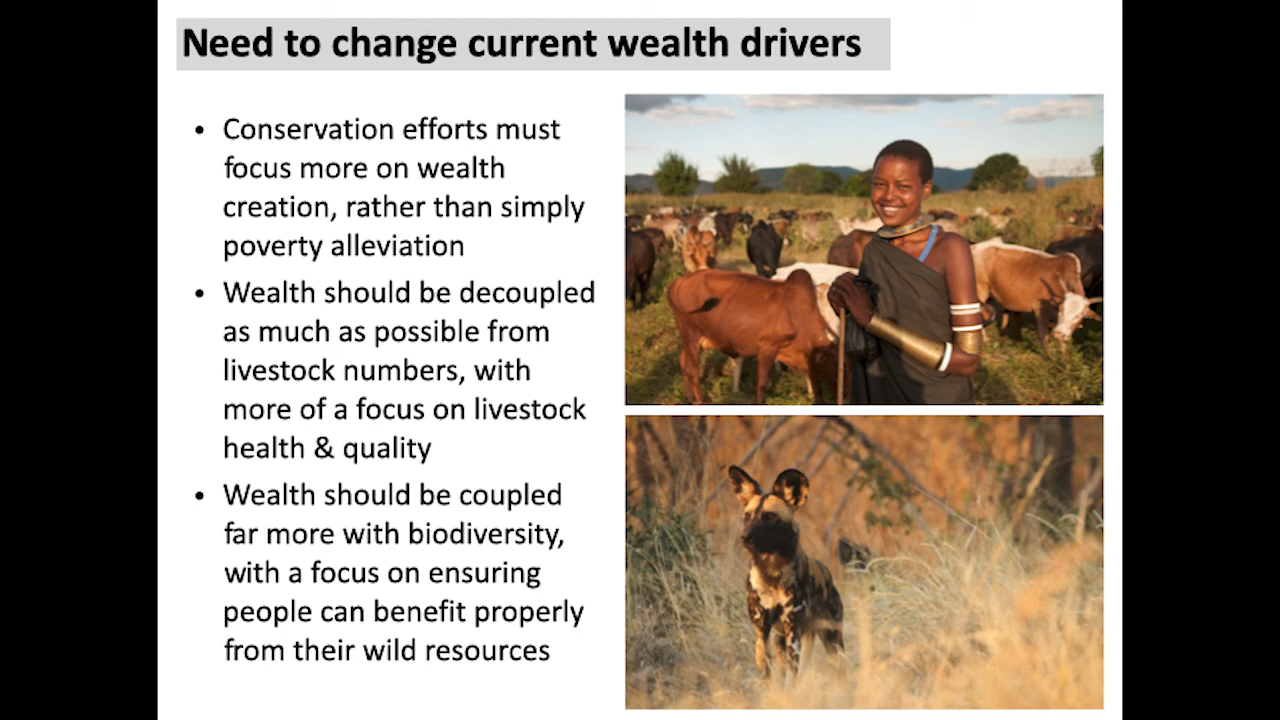 Need to change current wealth drivers
• Conservation efforts must
focus more on wealth
creation, rather than simply
poverty alleviation
• Wealth should be decoupled
as much as possible from
livestock numbers, with
more of a focus on livestock
health & quality
• Wealth should be coupled
far more with biodiversity,
with a focus on ensuring
people can benefit properly
from their wild resources